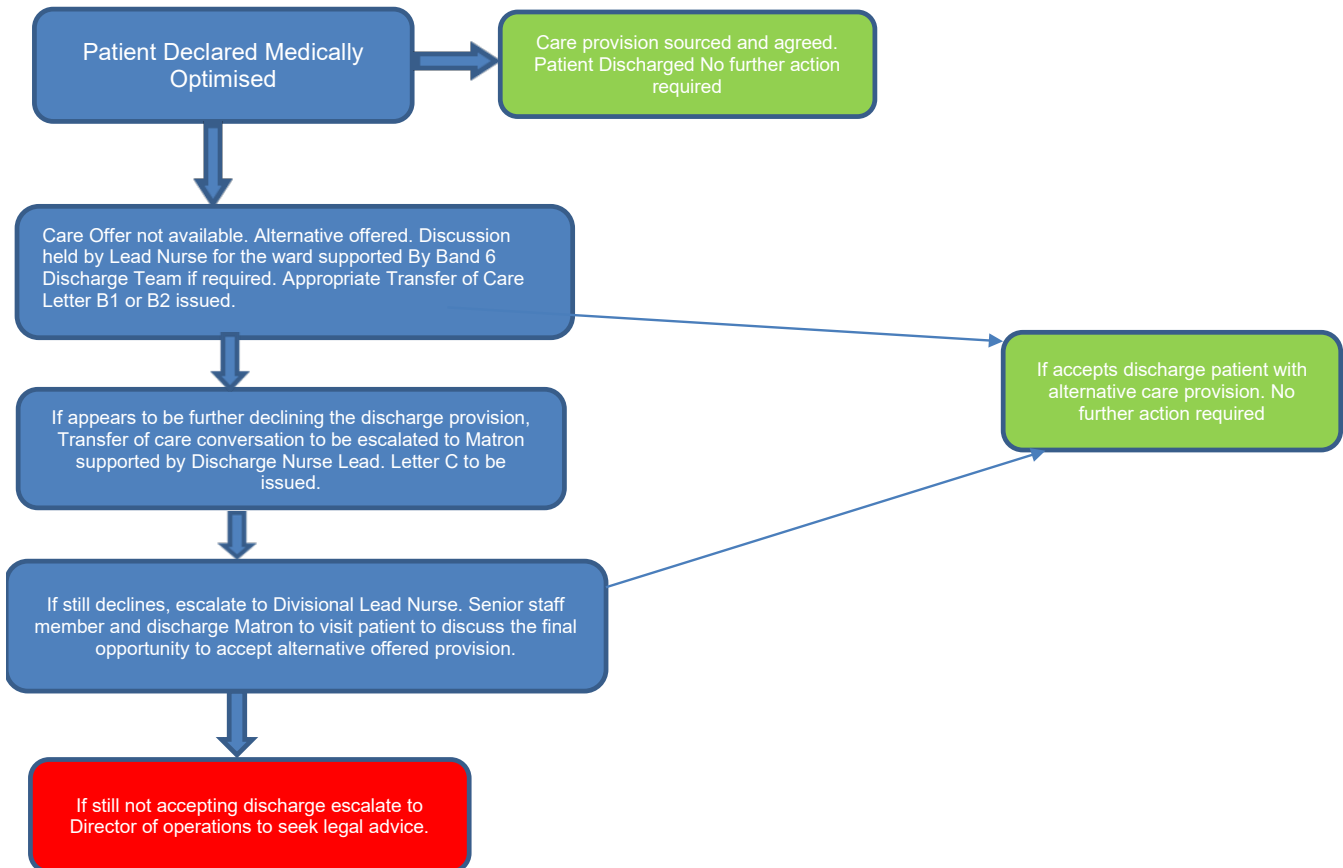 Patient Declared Medically
Optimised
Care provision sourced and agreed.
Patient Discharged No further action
required
Care Offer not available. Alternative offered. Discussion
held by Lead Nurse for the ward supported By Band 6
Discharge Team if required. Appropriate Transfer of Care
Letter B1 or B2 issued.
If accepts discharge patient with
alternative care provision. No
further action required
If appears to be further declining the discharge provision,
Transfer of care conversation to be escalated to Matron
supported by Discharge Nurse Lead. Letter C to be
issued.
If still declines, escalate to Divisional Lead Nurse. Senior staff
member and discharge Matron to visit patient to discuss the final
opportunity to accept alternative offered provision.
If still not accepting discharge escalate to
Director of operations to seek legal advice.